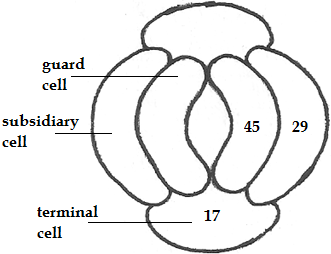 guard
cell
subsidiary
cell
45
29
terminal
cell
17